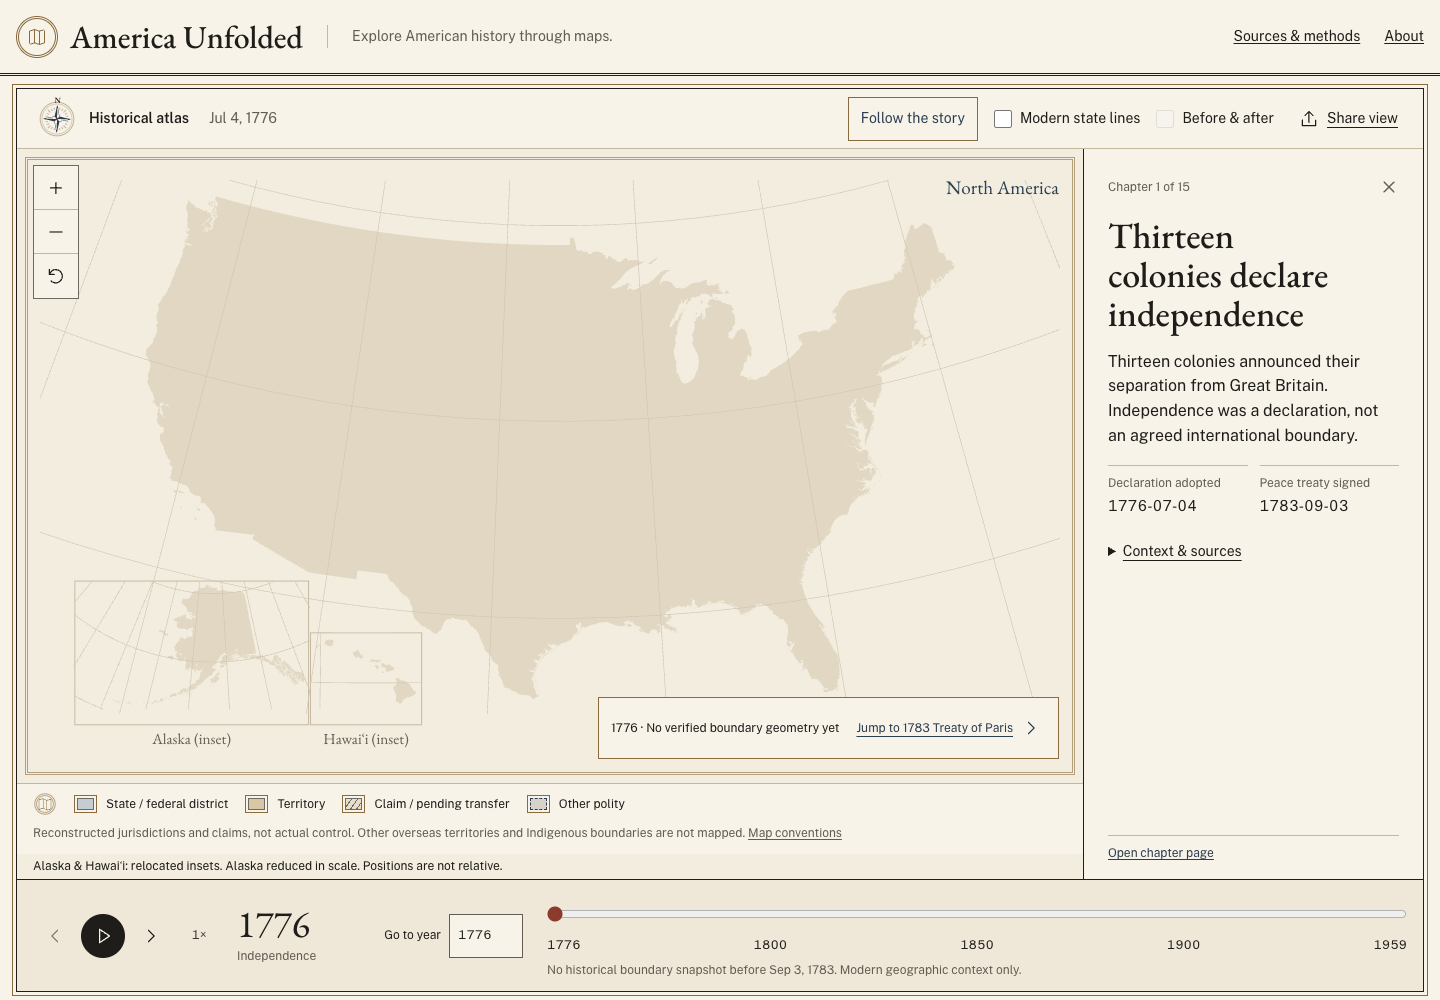 America Unfolded
Explore American history through maps.
Sources & methods
About
N
Historical atlas
Jul 4, 1776
Follow the story
Modern state lines
Before & after
Share view
North America
Alaska (inset)
Hawaiʻi (inset)
1776 · No verified boundary geometry yet
Jump to 1783 Treaty of Paris
State / federal district
Territory
Claim / pending transfer
Other polity
Reconstructed jurisdictions and claims, not actual control. Other overseas territories and Indigenous boundaries are not mapped. Map conventions
Alaska & Hawaiʻi: relocated insets. Alaska reduced in scale. Positions are not relative.
Chapter 1 of 15
Thirteen
colonies declare
independence
Thirteen colonies announced their
separation from Great Britain.
Independence was a declaration, not
an agreed international boundary.
Declaration adopted
1776-07-04
Peace treaty signed
1783-09-03
Context & sources
Open chapter page
1×
1776
Independence
Go to year
1776
1776
1800
1850
1900
1959
No historical boundary snapshot before Sep 3, 1783. Modern geographic context only.